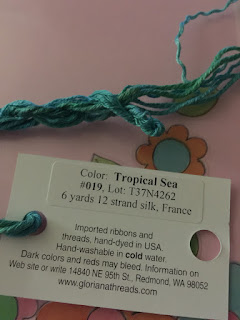 Color: Tropical Sea
#019, Lot: T37N4262
6 yards 12 strand silk, France
Imported ribbons and
threads, hand-dyed in USA.
Hand-washable in cold water.
Dark colors and reds may bleed. Information on
Web site or write 14840 NE 95th St., Redmond, WA 98052
www.glorianathreads.com